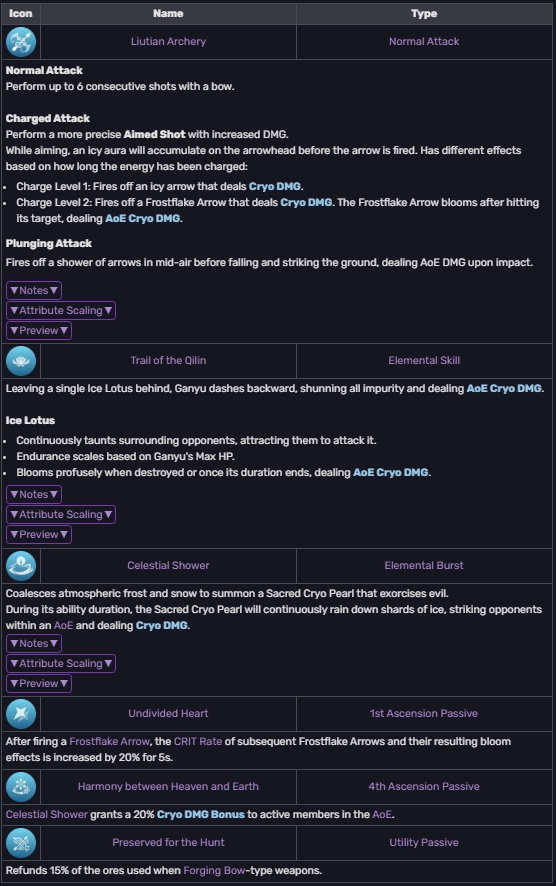 Icon Name Type
Liutian Archery Normal Attack
Normal Attack
Perform up to 6 consecutive shots with a bow.
Charged Attack
Perform a more precise Aimed Shot with increased DMG.
While aiming, an icy aura will accumulate on the arrowhead before the arrow is fired. Has different effects
based on how long the energy has been charged:
• Charge Level 1: Fires off an icy arrow that deals Cryo DMG.
• Charge Level 2: Fires off a Frostflake Arrow that deals Cryo DMG. The Frostflake Arrow blooms after hitting
its target, dealing AoE Cryo DMG.
Plunging Attack
Fires off a shower of arrows in mid-air before falling and striking the ground, dealing AoE DMG upon impact.
▼Notes▼
▼Attribute Scaling▼
▼Preview▼
Trail of the Qilin Elemental Skill
Leaving a single Ice Lotus behind, Ganyu dashes backward, shunning all impurity and dealing AoE Cryo DMG.
Ice Lotus
• Continuously taunts surrounding opponents, attracting them to attack it.
• Endurance scales based on Ganyu's Max HP.
• Blooms profusely when destroyed or once its duration ends, dealing AoE Cryo DMG.
▼Notes▼
▼Attribute Scaling▼
▼Preview▼
Celestial Shower Elemental Burst
Coalesces atmospheric frost and snow to summon a Sacred Cryo Pearl that exorcises evil.
During its ability duration, the Sacred Cryo Pearl will continuously rain down shards of ice, striking opponents
within an AoE and dealing Cryo DMG.
▼Notes▼
▼Attribute Scaling▼
▼Preview▼
Undivided Heart 1st Ascension Passive
After firing a Frostflake Arrow, the CRIT Rate of subsequent Frostflake Arrows and their resulting bloom
effects is increased by 20% for 5s.
Harmony between Heaven and Earth 4th Ascension Passive
Celestial Shower grants a 20% Cryo DMG Bonus to active members in the AoE.
Preserved for the Hunt Utility Passive
Refunds 15% of the ores used when Forging Bow-type weapons.